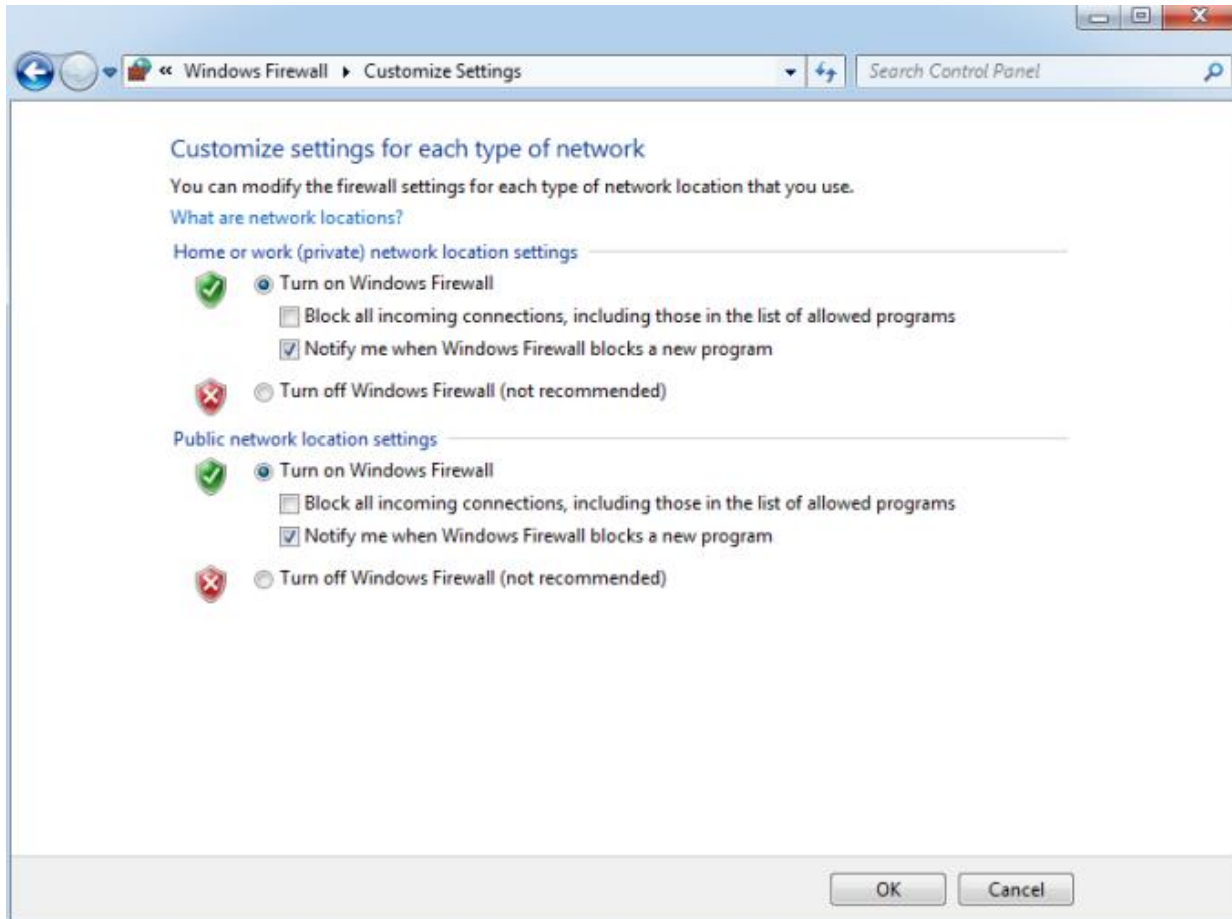 « Windows Firewall ▸ Customize Settings
Search Control Panel
Customize settings for each type of network
You can modify the firewall settings for each type of network location that you use.
What are network locations?
Home or work (private) network location settings
Turn on Windows Firewall
Block all incoming connections, including those in the list of allowed programs
Notify me when Windows Firewall blocks a new program
Turn off Windows Firewall (not recommended)
Public network location settings
Turn on Windows Firewall
Block all incoming connections, including those in the list of allowed programs
Notify me when Windows Firewall blocks a new program
Turn off Windows Firewall (not recommended)
OK
Cancel